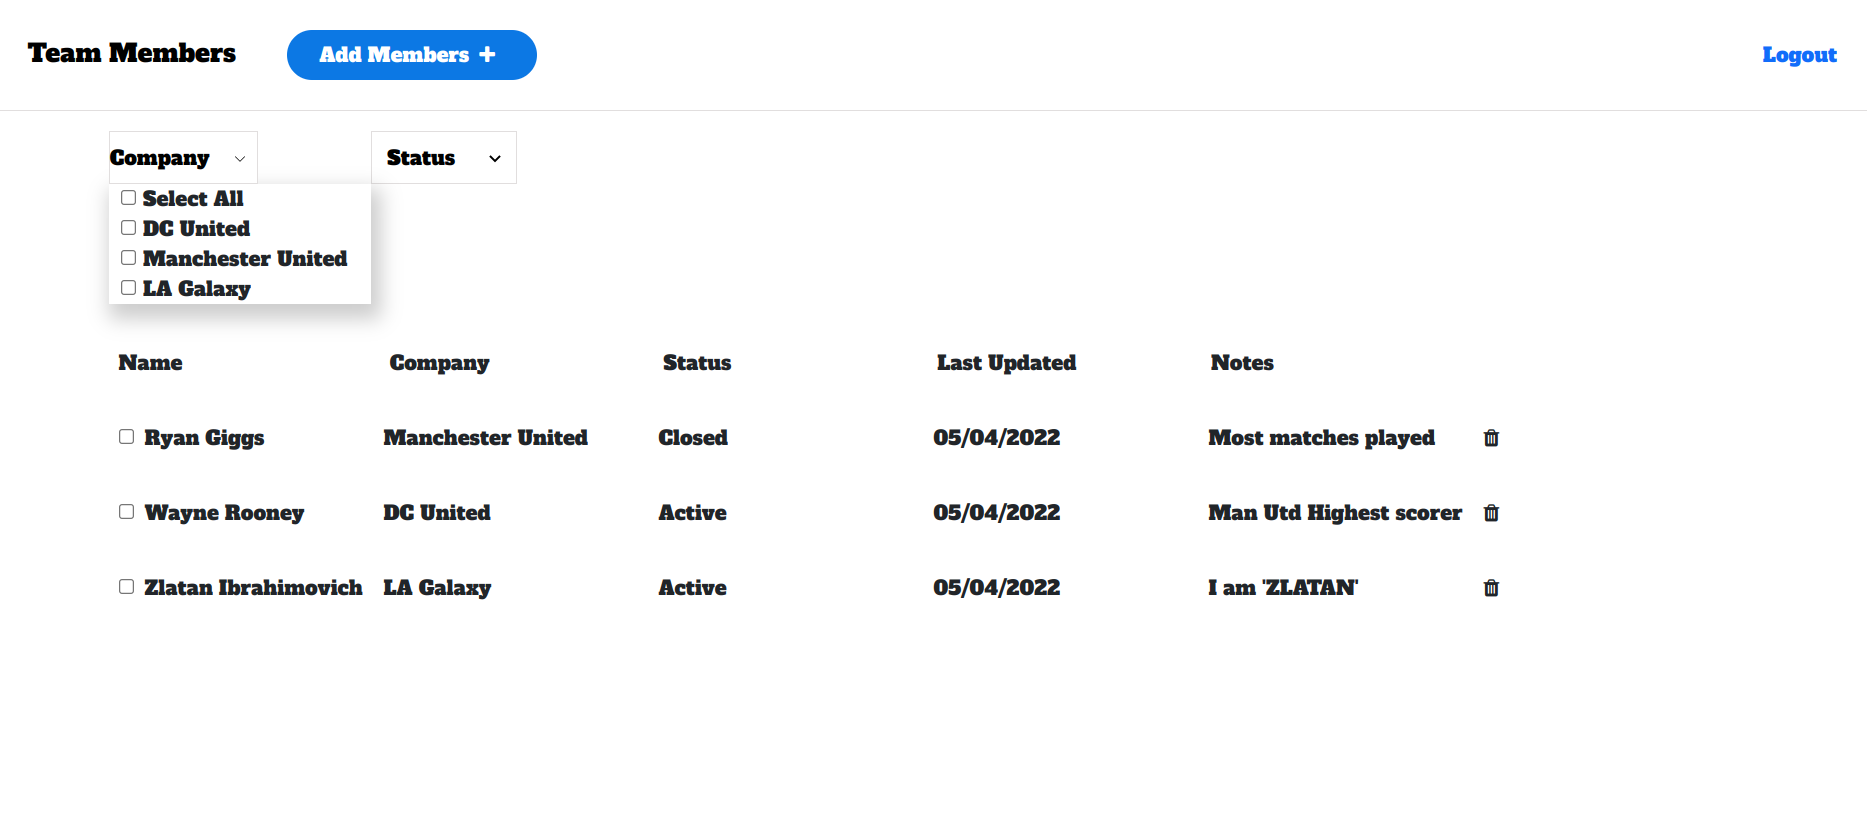 Team Members Add Members + Logout
Company Status
Select All
DC United
Manchester United
LA Galaxy
Name Company Status Last Updated Notes
Ryan Giggs Manchester United Closed 05/04/2022 Most matches played
Wayne Rooney DC United Active 05/04/2022 Man Utd Highest scorer
Zlatan Ibrahimovich LA Galaxy Active 05/04/2022 I am 'ZLATAN'